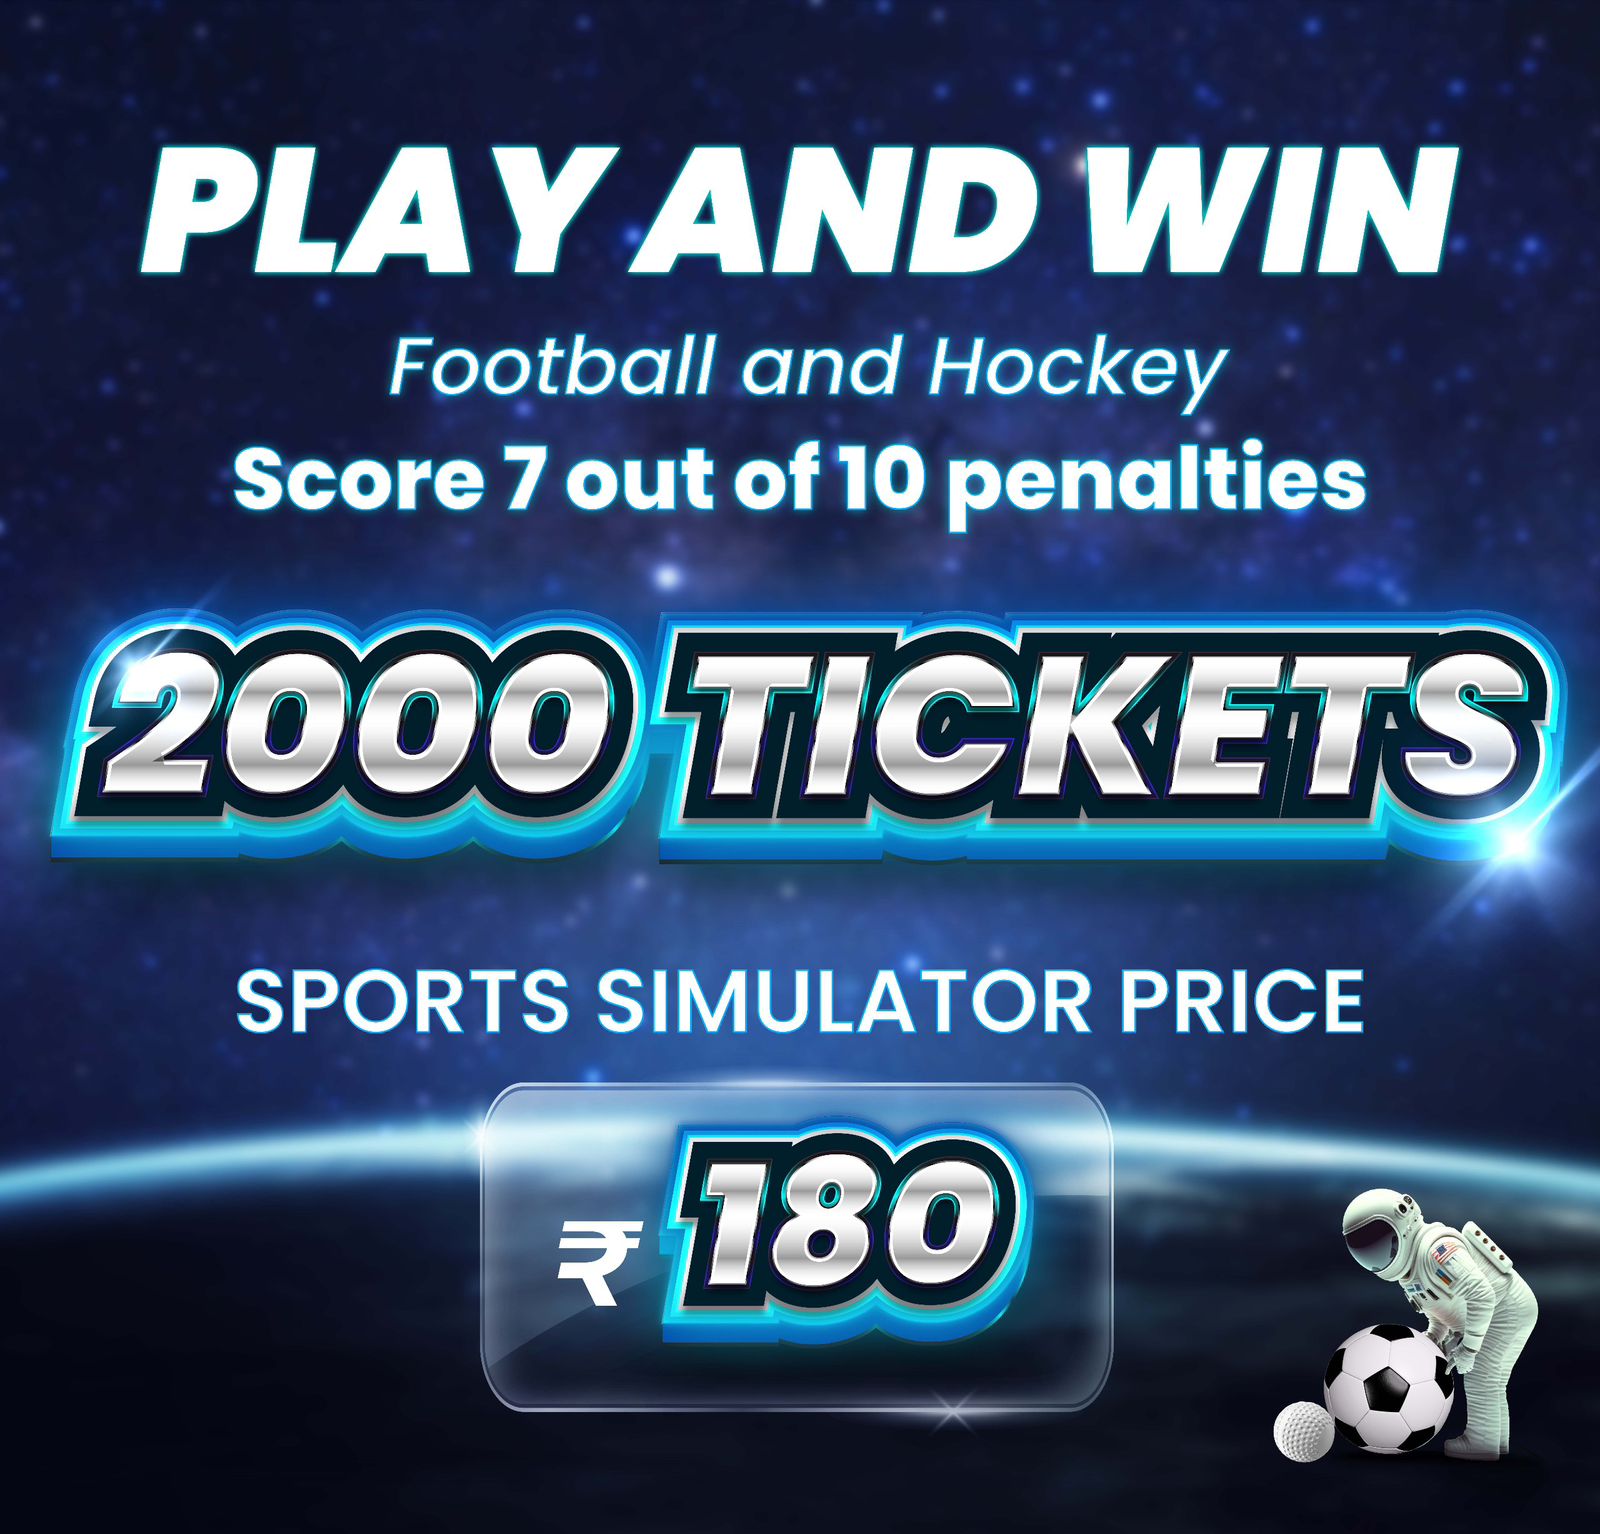 PLAY AND WIN
Football and Hockey
Score 7 out of 10 penalties
2000 TICKETS
SPORTS SIMULATOR PRICE
₹ 180